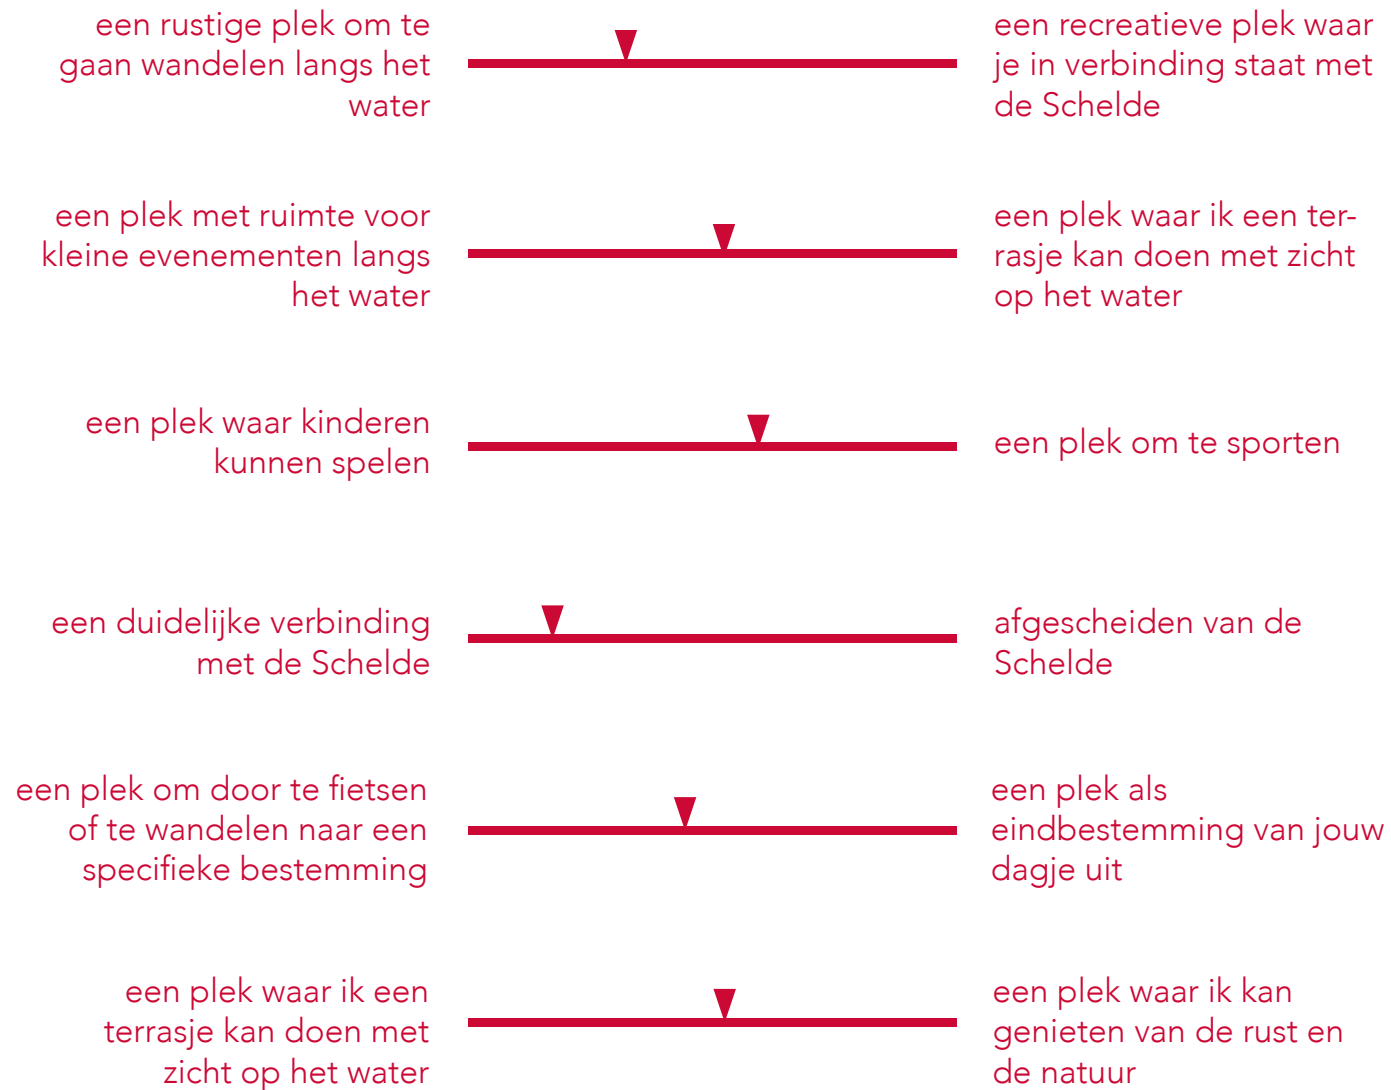 een rustige plek om te
gaan wandelen langs het
water
een recreatieve plek waar
je in verbinding staat met
de Schelde
een plek met ruimte voor
kleine evenementen langs
het water
een plek waar ik een ter-
rasje kan doen met zicht
op het water
een plek waar kinderen
kunnen spelen
een plek om te sporten
een duidelijke verbinding
met de Schelde
afgescheiden van de
Schelde
een plek om door te fietsen
of te wandelen naar een
specifieke bestemming
een plek als
eindbestemming van jouw
dagje uit
een plek waar ik een
terrasje kan doen met
zicht op het water
een plek waar ik kan
genieten van de rust en
de natuur